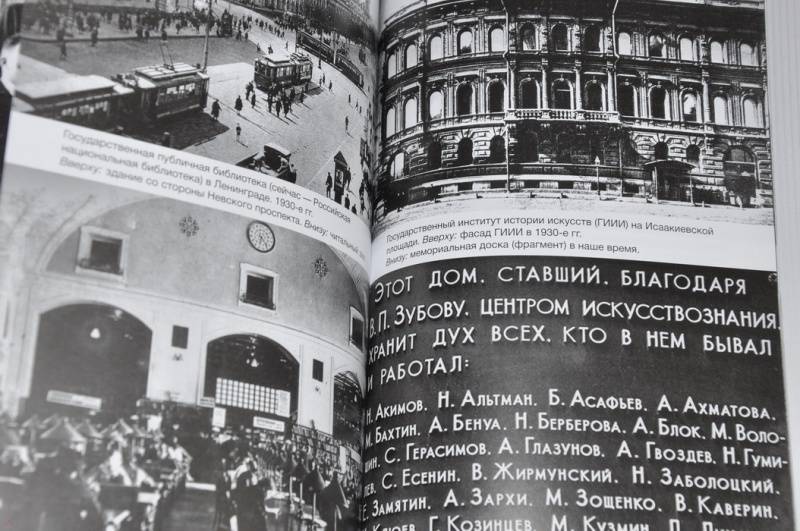 Государственная публичная библиотека (сейчас — Российская
национальная библиотека) в Ленинграде. 1930-е гг.
Вверху: здание со стороны Невского проспекта. Внизу: читальный
Государственный институт истории искусств (ГИИИ) на Исаакиевской
площади. Вверху: фасад ГИИИ в 1930-е гг.
Внизу: мемориальная доска (фрагмент) в наше время.
ЭТОТ ДОМ, СТАВШИЙ, БЛАГОДАРЯ
В. П. ЗУБОВУ, ЦЕНТРОМ ИСКУССТВОЗНАНИЯ,
ХРАНИТ ДУХ ВСЕХ, КТО В НЕМ БЫВАЛ
И РАБОТАЛ:
Н. АКИМОВ, Н. АЛЬТМАН, Б. АСАФЬЕВ, А. АХМАТОВА,
М. БАХТИН, А. БЕНУА, Н. БЕРБЕРОВА, А. БЛОК, М. ВОЛО-
ШИН, С. ГЕРАСИМОВ, А. ГЛАЗУНОВ, А. ГВОЗДЕВ, Н. ГУМИ-
ЛЕВ, С. ЕСЕНИН, В. ЖИРМУНСКИЙ, Н. ЗАБОЛОЦКИЙ,
Е. ЗАМЯТИН, А. ЗАРХИ, М. ЗОЩЕНКО, В. КАВЕРИН,
КЛЮЕВ, Г. КОЗИНЦЕВ, М. КУЗМИН,